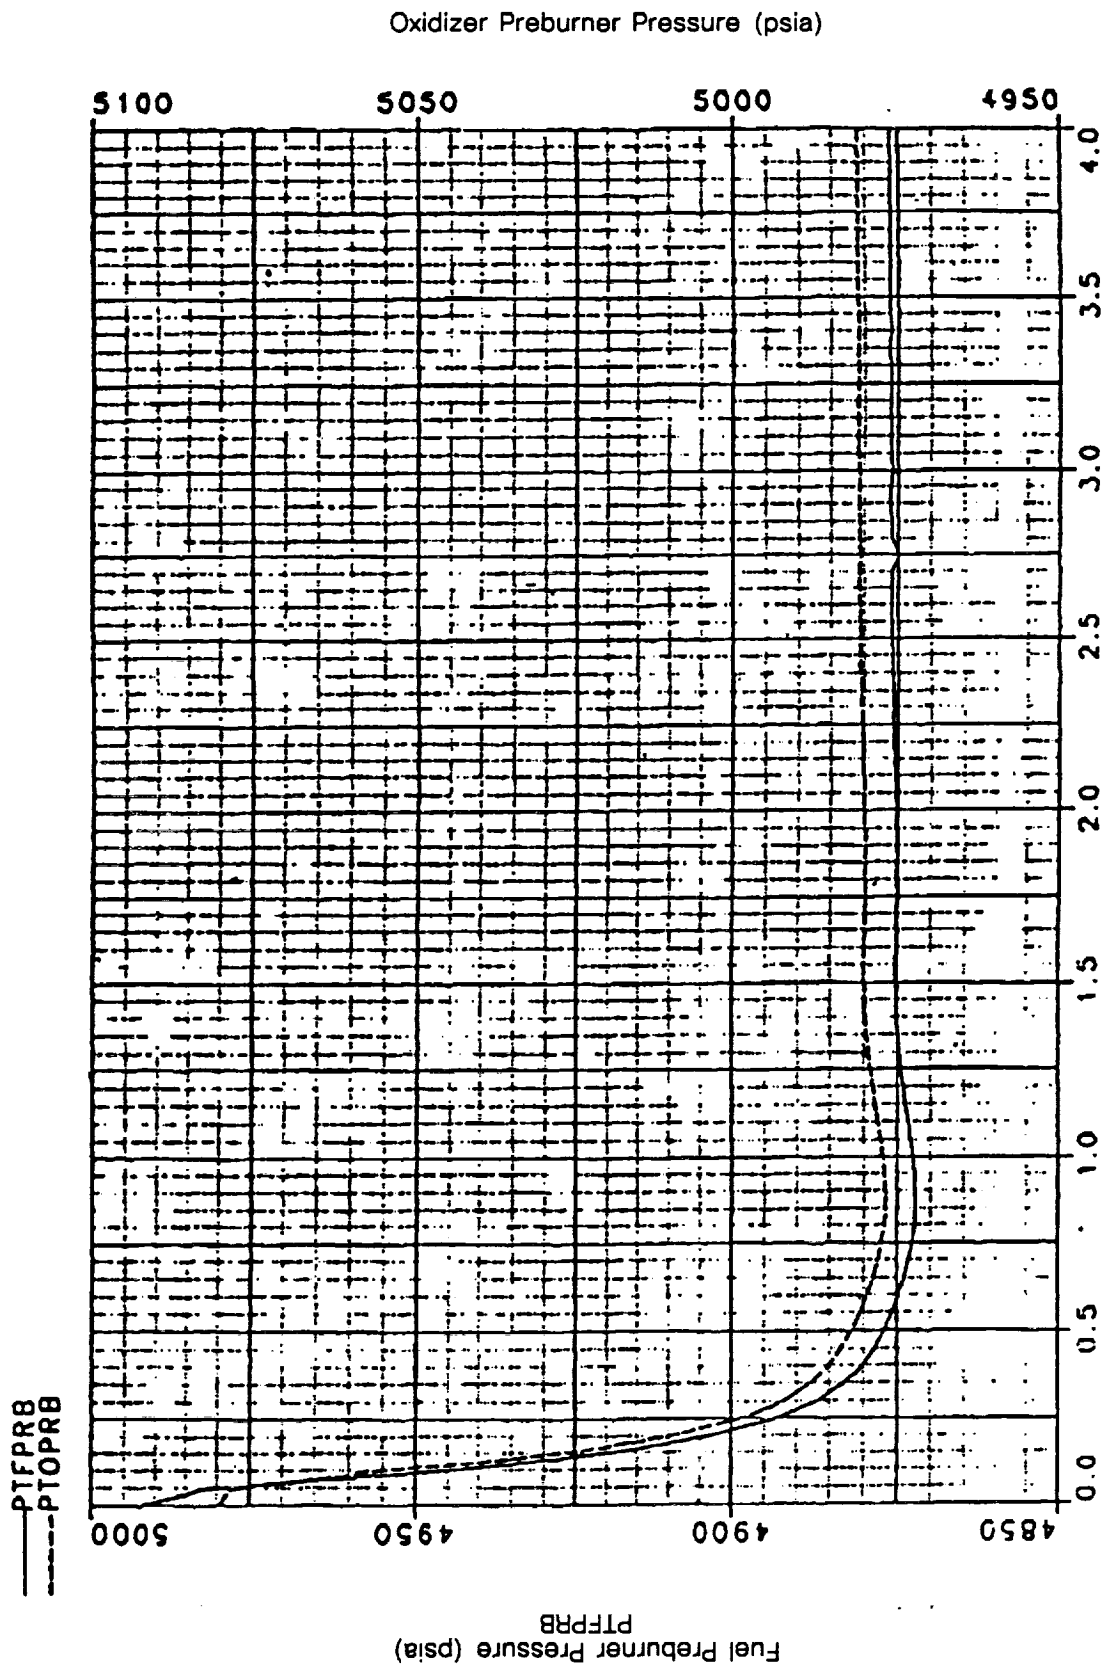 Oxidizer Preburner Pressure (psia)
5100 5050 5000 4950
PTFPRB
PTOPRB
0.0 0.5 1.0 1.5 2.0 2.5 3.0 3.5 4.0
5000 4950 4900 4850
Fuel Preburner Pressure (psia)
PTFPRB